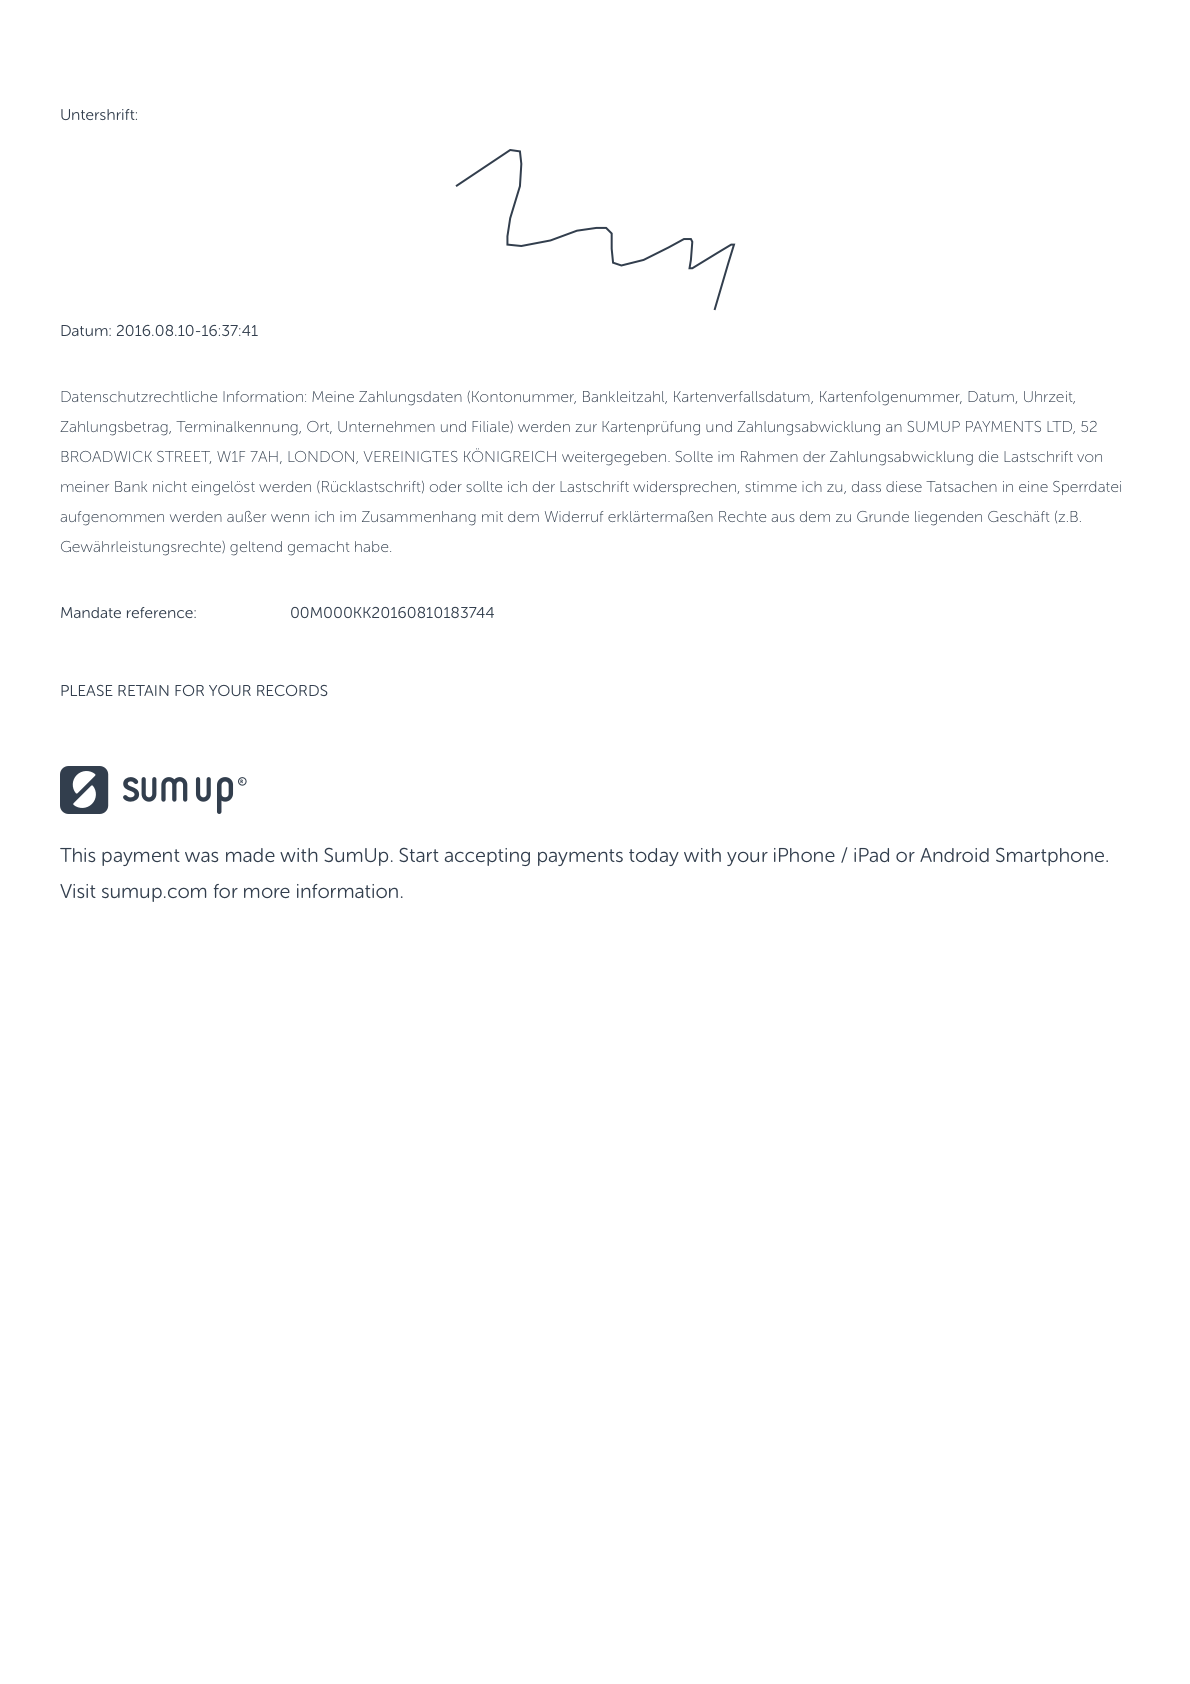 Untershrift:
Datum: 2016.08.10-16:37:41
Datenschutzrechtliche Information: Meine Zahlungsdaten (Kontonummer, Bankleitzahl, Kartenverfallsdatum, Kartenfolgenummer, Datum, Uhrzeit,
Zahlungsbetrag, Terminalkennung, Ort, Unternehmen und Filiale) werden zur Kartenprüfung und Zahlungsabwicklung an SUMUP PAYMENTS LTD, 52
BROADWICK STREET, W1F 7AH, LONDON, VEREINIGTES KÖNIGREICH weitergegeben. Sollte im Rahmen der Zahlungsabwicklung die Lastschrift von
meiner Bank nicht eingelöst werden (Rücklastschrift) oder sollte ich der Lastschrift widersprechen, stimme ich zu, dass diese Tatsachen in eine Sperrdatei
aufgenommen werden außer wenn ich im Zusammenhang mit dem Widerruf erklärtermaßen Rechte aus dem zu Grunde liegenden Geschäft (z.B.
Gewährleistungsrechte) geltend gemacht habe.
Mandate reference: 00M000KK20160810183744
PLEASE RETAIN FOR YOUR RECORDS
sumup®
This payment was made with SumUp. Start accepting payments today with your iPhone / iPad or Android Smartphone.
Visit sumup.com for more information.